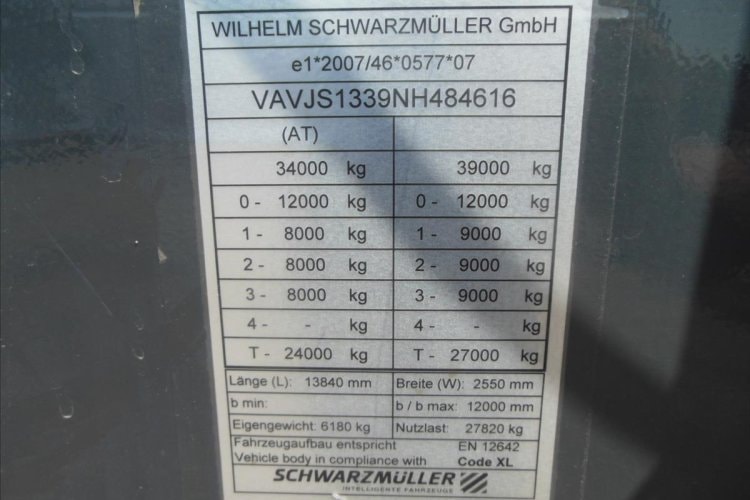 WILHELM SCHWARZMÜLLER GmbH
e1*2007/46*0577*07
VAVJS1339NH484616
(AT)
34000 kg 39000 kg
0 - 12000 kg 0 - 12000 kg
1 - 8000 kg 1 - 9000 kg
2 - 8000 kg 2 - 9000 kg
3 - 8000 kg 3 - 9000 kg
4 - - kg 4 - - kg
T - 24000 kg T - 27000 kg
Länge (L): 13840 mm Breite (W): 2550 mm
b min: b / b max: 12000 mm
Eigengewicht: 6180 kg Nutzlast: 27820 kg
Fahrzeugaufbau entspricht EN 12642
Vehicle body in compliance with Code XL
SCHWARZMÜLLER
INTELLIGENTE FAHRZEUGE